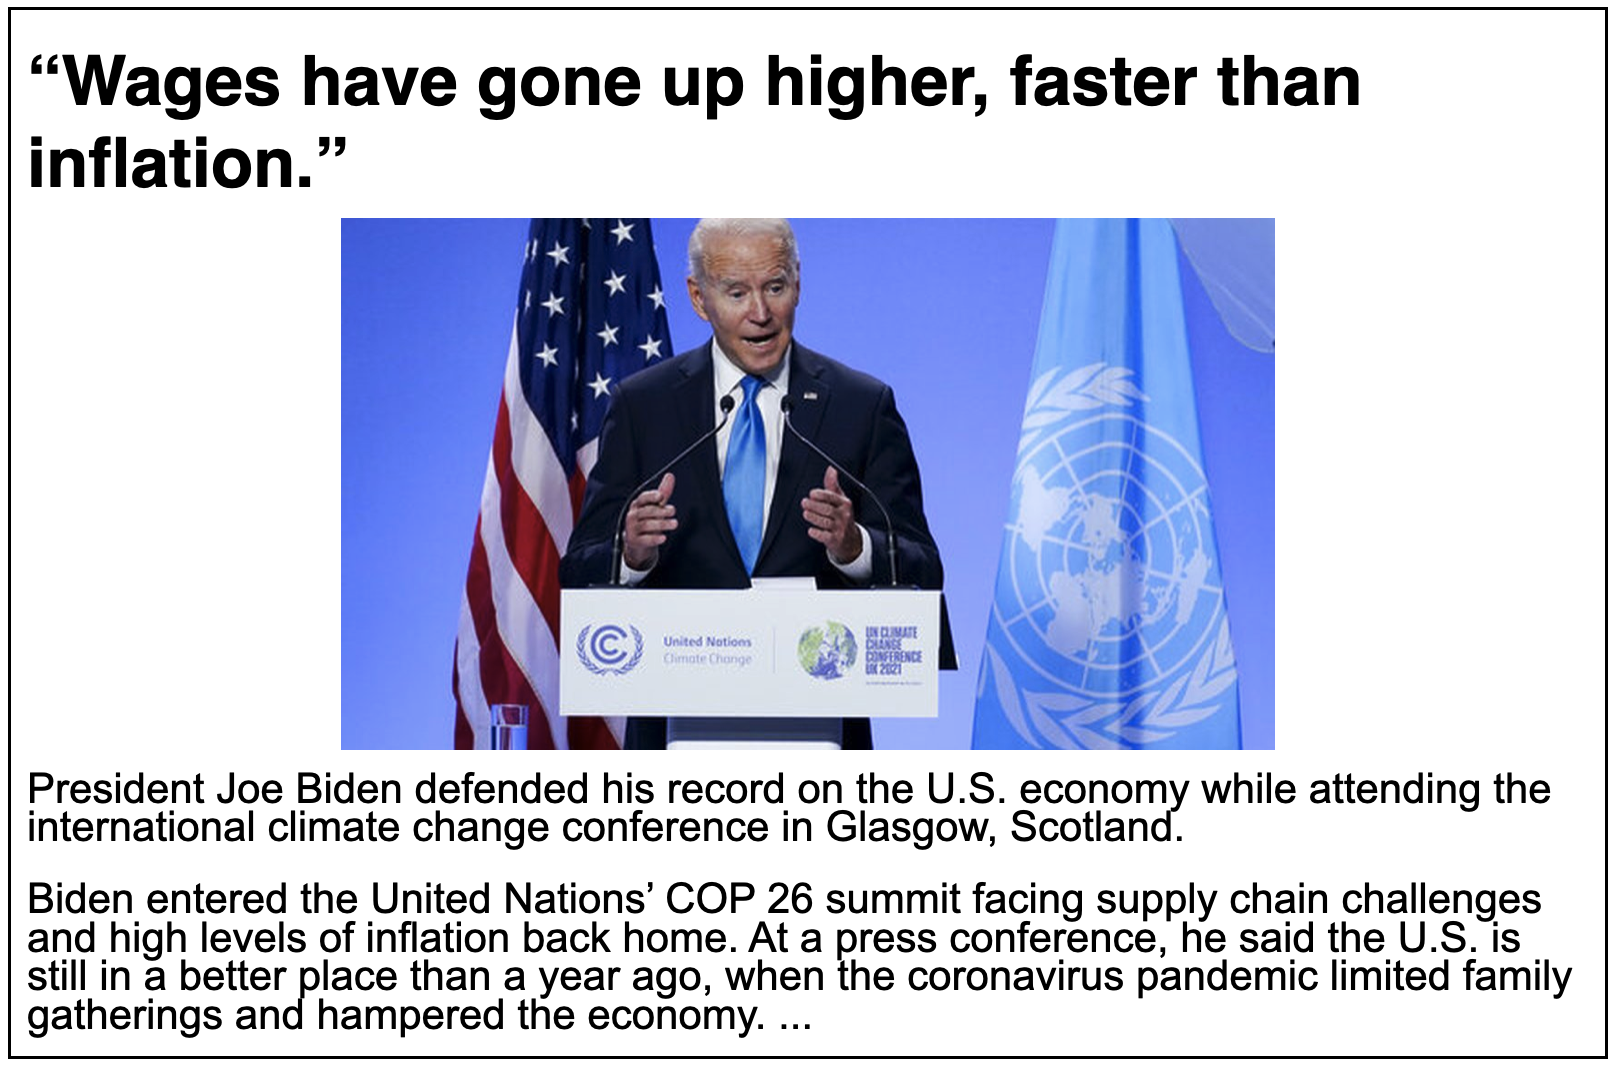 “Wages have gone up higher, faster than
inflation.”
United Nations
Climate Change
UN CLIMATE
CHANGE
CONFERENCE
UK 2021
President Joe Biden defended his record on the U.S. economy while attending the
international climate change conference in Glasgow, Scotland.
Biden entered the United Nations’ COP 26 summit facing supply chain challenges
and high levels of inflation back home. At a press conference, he said the U.S. is
still in a better place than a year ago, when the coronavirus pandemic limited family
gatherings and hampered the economy. ...